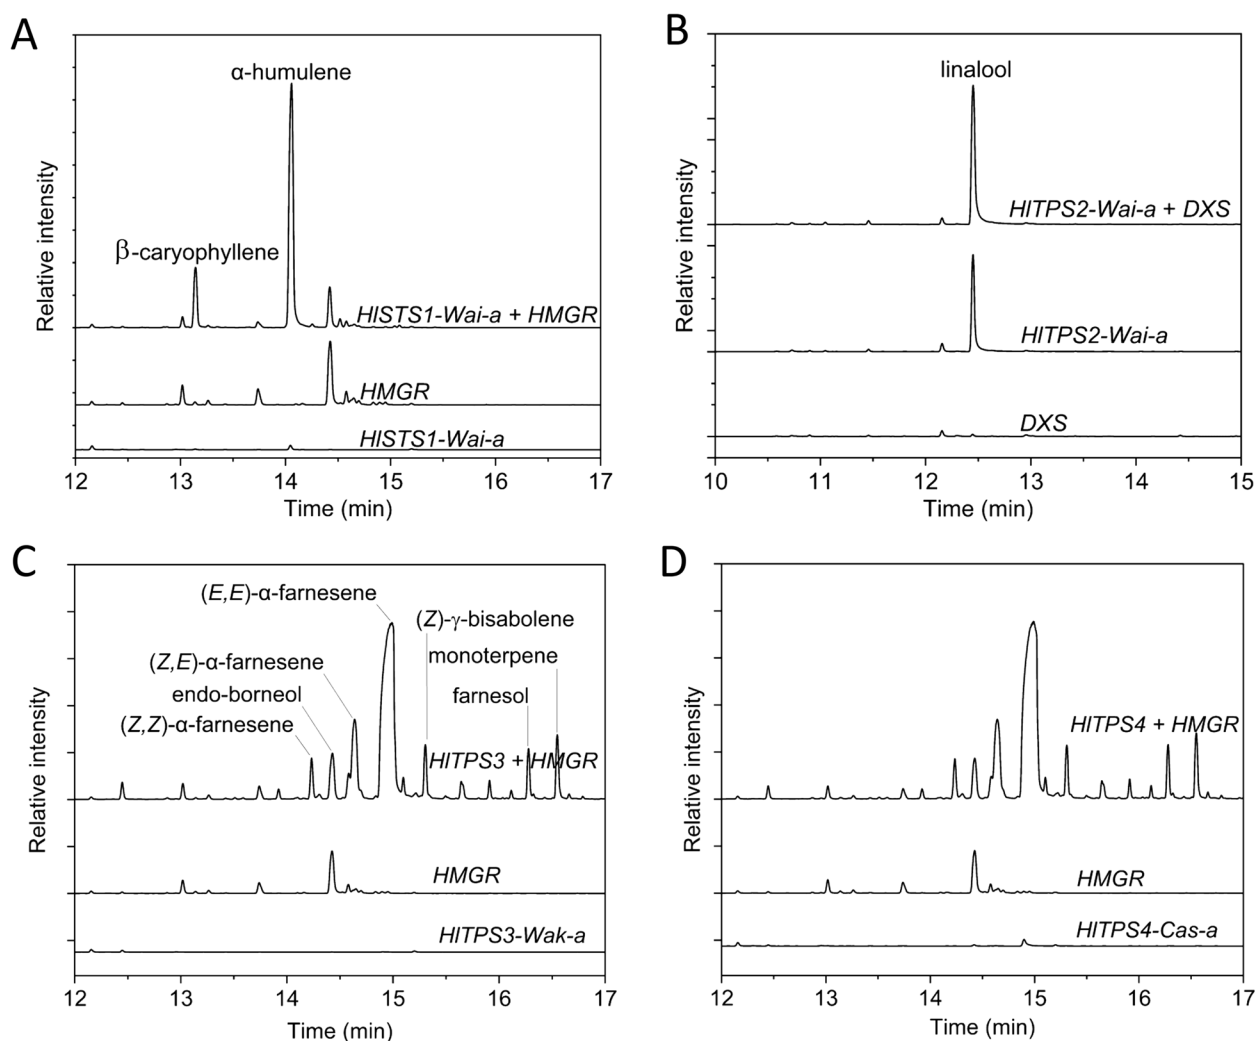 A
α-humulene
β-caryophyllene
HlSTS1-Wai-a + HMGR
HMGR
HlSTS1-Wai-a
Relative intensity
12 13 14 15 16 17
Time (min)
B
linalool
HlTPS2-Wai-a + DXS
HlTPS2-Wai-a
DXS
Relative intensity
10 11 12 13 14 15
Time (min)
C
(E,E)-α-farnesene
(Z)-γ-bisabolene
(Z,E)-α-farnesene
monoterpene
endo-borneol
farnesol
(Z,Z)-α-farnesene
HlTPS3 + HMGR
HMGR
HlTPS3-Wak-a
Relative intensity
12 13 14 15 16 17
Time (min)
D
HlTPS4 + HMGR
HMGR
HlTPS4-Cas-a
Relative intensity
12 13 14 15 16 17
Time (min)